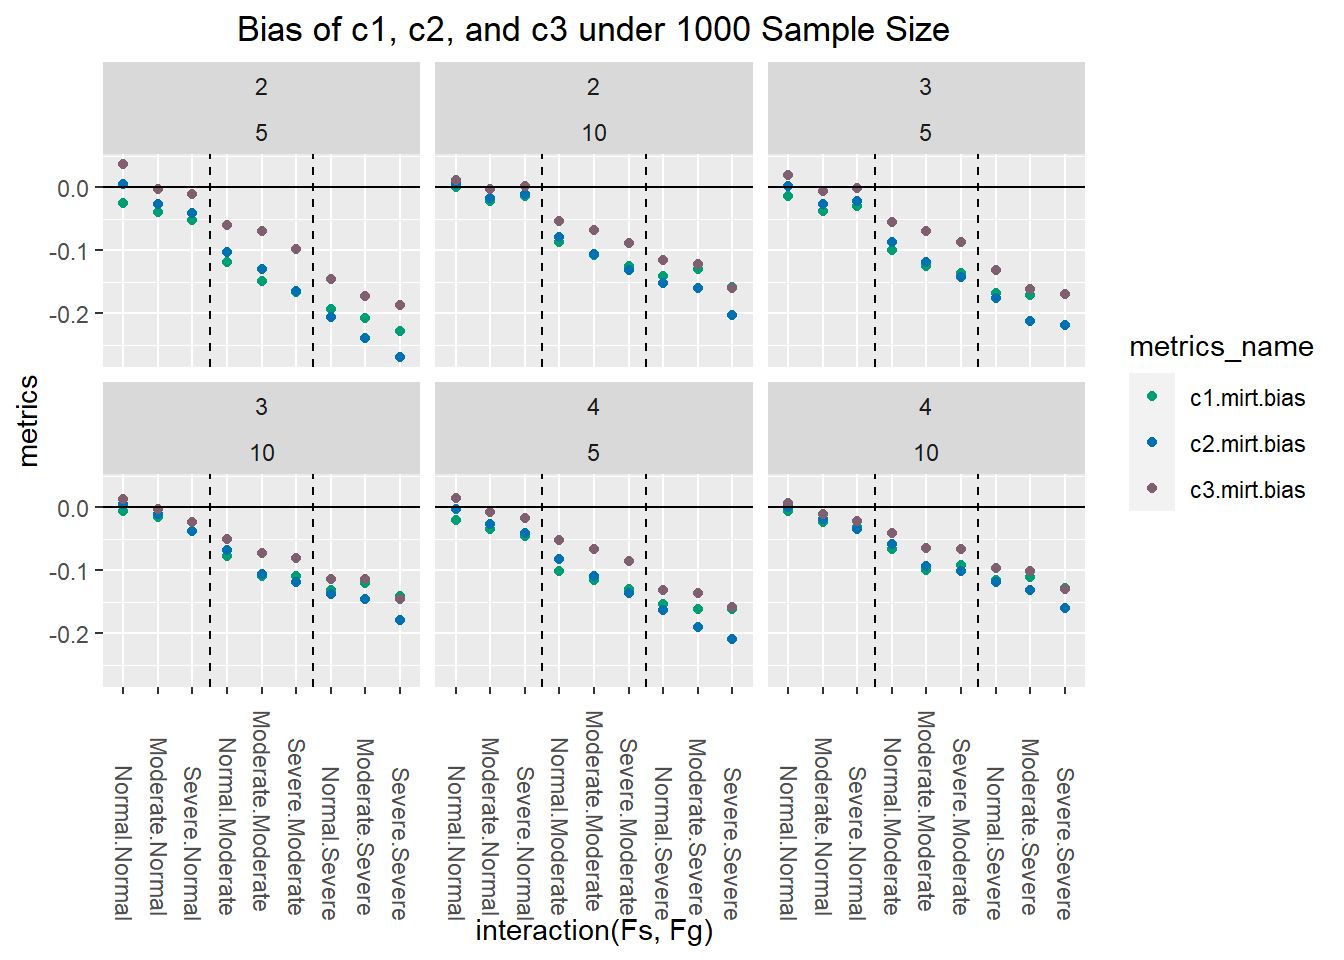 Bias of c1, c2, and c3 under 1000 Sample Size
2
5
2
10
3
5
0.0
-0.1
-0.2
3
10
4
5
4
10
0.0
-0.1
-0.2
metrics
Normal.Normal
Moderate.Normal
Severe.Normal
Normal.Moderate
Moderate.Moderate
Severe.Moderate
Normal.Severe
Moderate.Severe
Severe.Severe
Normal.Normal
Moderate.Normal
Severe.Normal
Normal.Moderate
Moderate.Moderate
Severe.Moderate
Normal.Severe
Moderate.Severe
Severe.Severe
Normal.Normal
Moderate.Normal
Severe.Normal
Normal.Moderate
Moderate.Moderate
Severe.Moderate
Normal.Severe
Moderate.Severe
Severe.Severe
interaction(Fs, Fg)
metrics_name
c1.mirt.bias
c2.mirt.bias
c3.mirt.bias